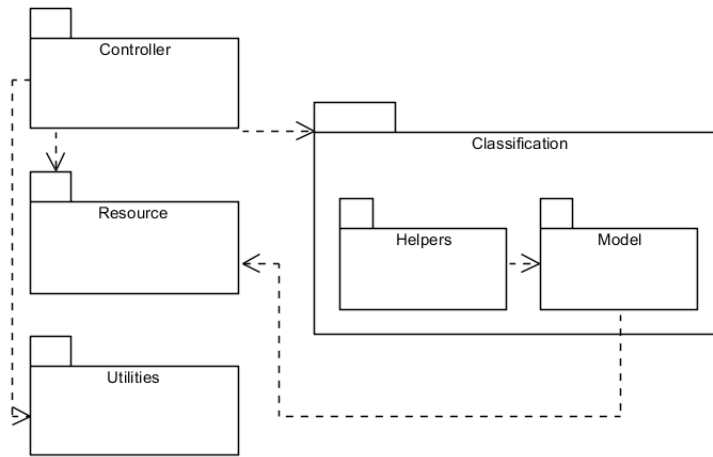 Controller
Classification
Resource
Helpers
Model
Utilities